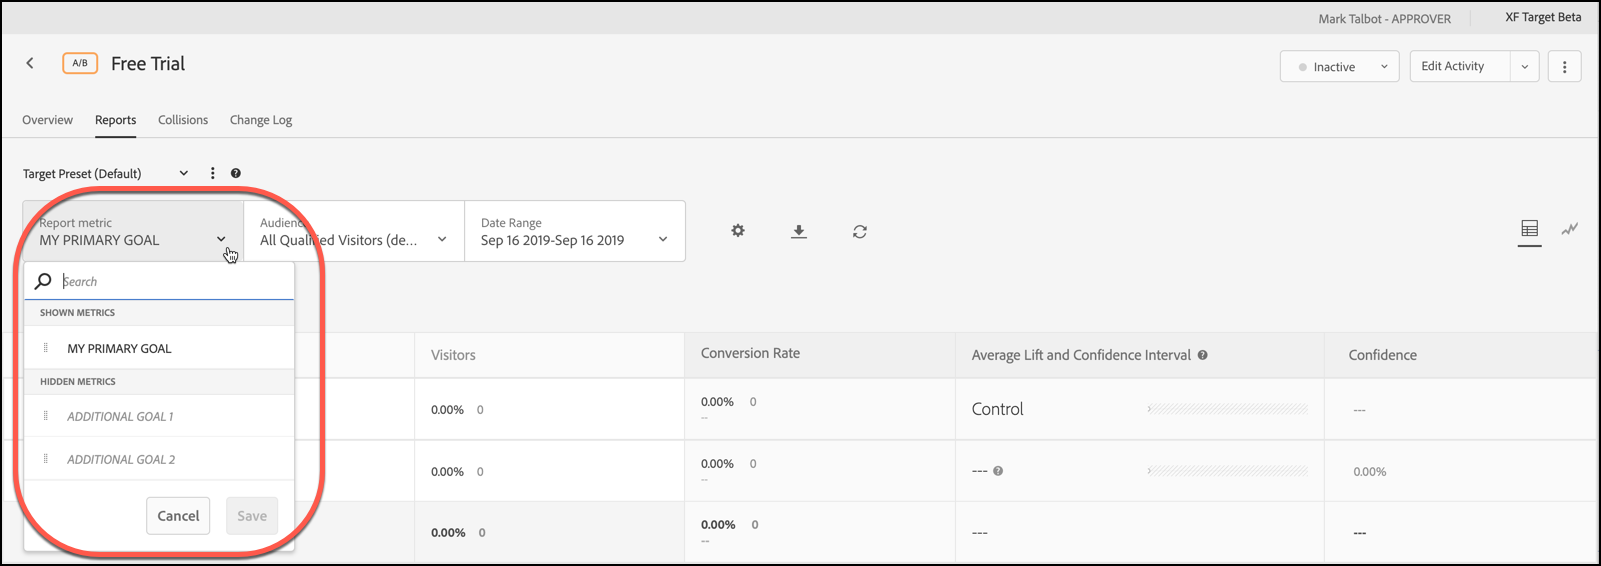 Mark Talbot - APPROVER XF Target Beta
A/B Free Trial Inactive Edit Activity
Overview Reports Collisions Change Log
Target Preset (Default)
Report metric
MY PRIMARY GOAL
Audienc
All Qualified Visitors (de...
Date Range
Sep 16 2019-Sep 16 2019
Search
SHOWN METRICS
MY PRIMARY GOAL
HIDDEN METRICS
ADDITIONAL GOAL 1
ADDITIONAL GOAL 2
Cancel Save
Visitors Conversion Rate Average Lift and Confidence Interval Confidence
0.00% 0 0.00% 0 Control ---
--
0.00% 0 0.00% 0 --- 0.00%
--
0.00% 0 0.00% 0 --- ---
--